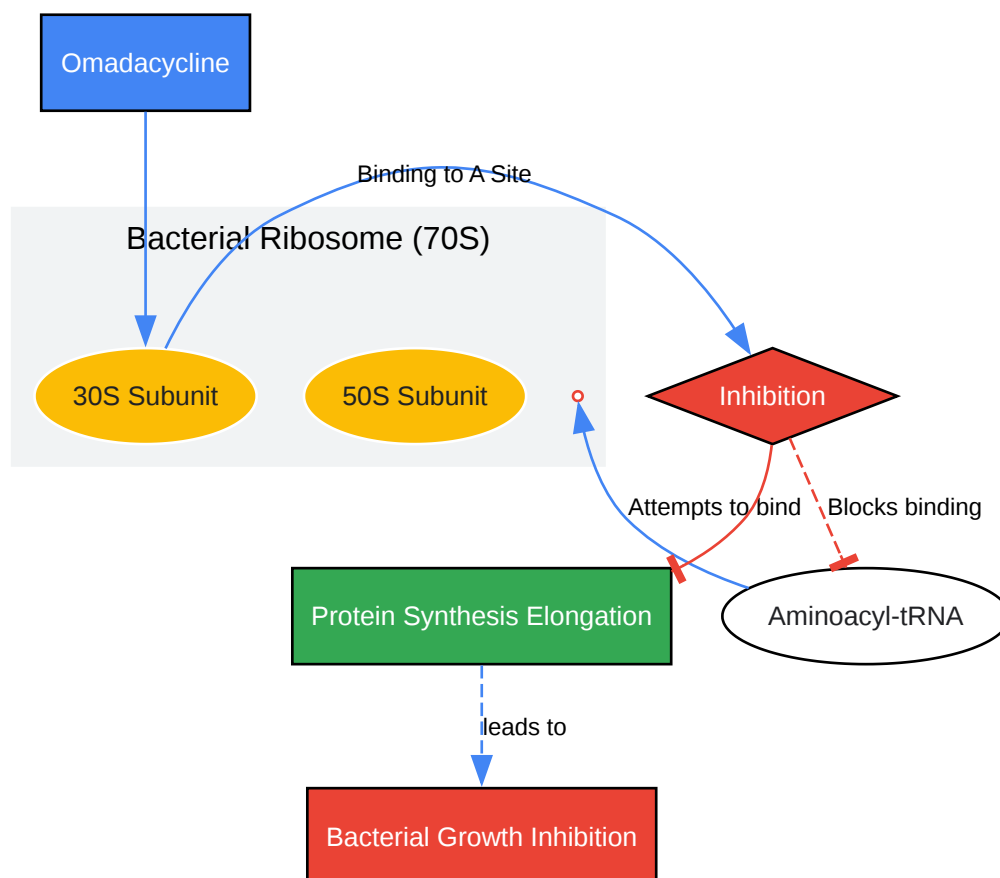 Omadacycline
Binding to A Site
Bacterial Ribosome (70S)
30S Subunit
50S Subunit
Inhibition
Attempts to bind
Blocks binding
Protein Synthesis Elongation
Aminoacyl-tRNA
leads to
Bacterial Growth Inhibition